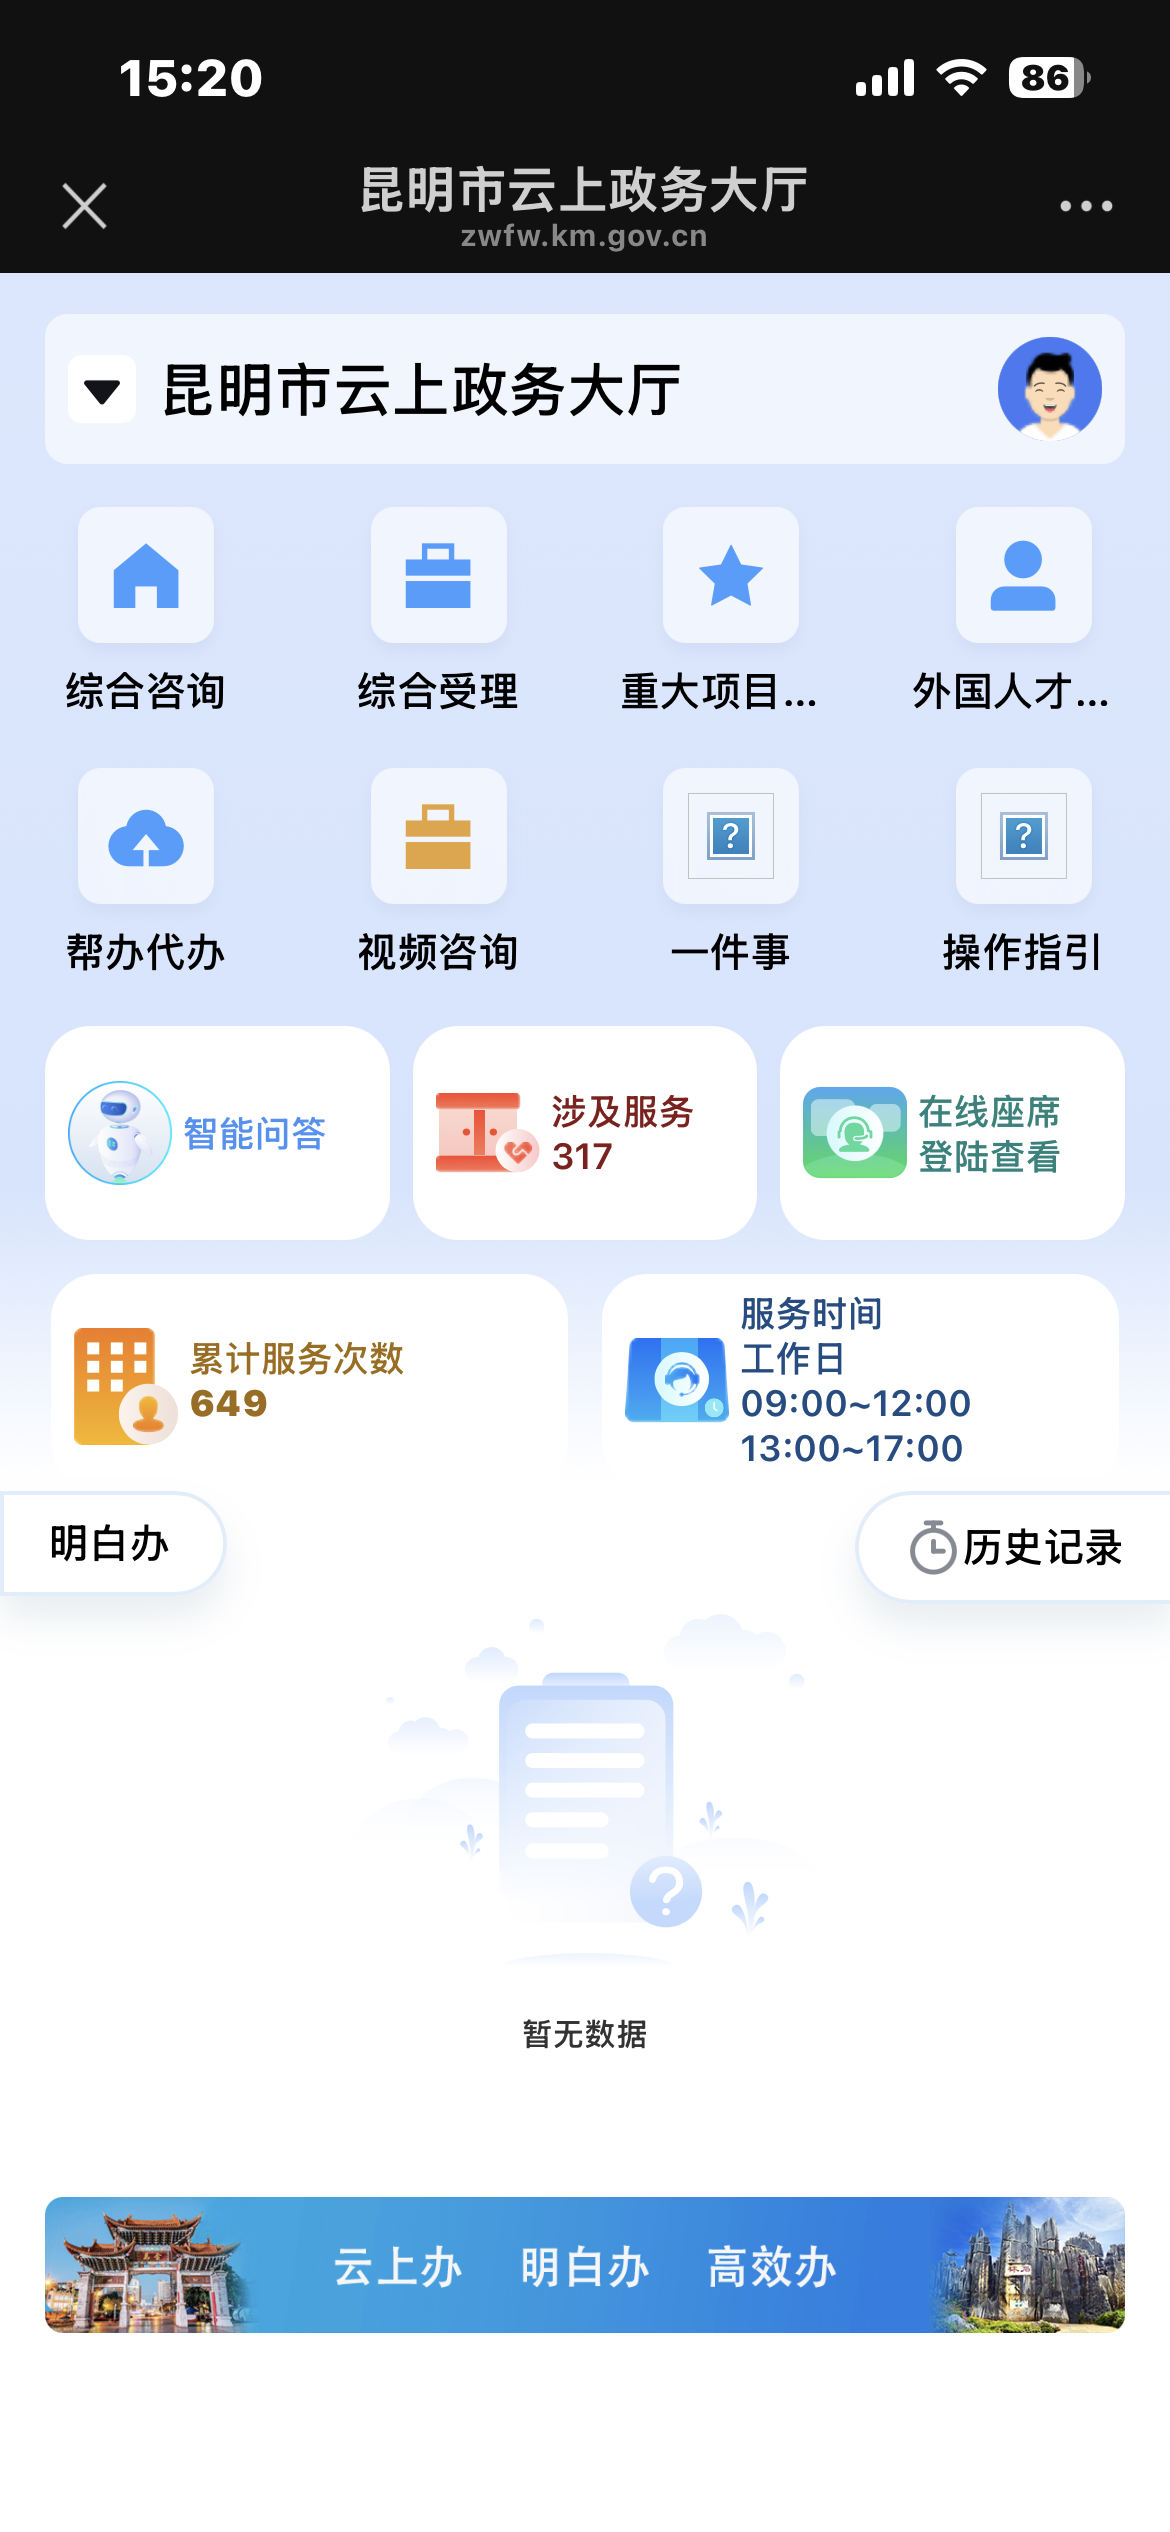 15:20
86
昆明市云上政务大厅
zwfw.km.gov.cn
昆明市云上政务大厅
综合咨询
综合受理
重大项目...
外国人才...
帮办代办
视频咨询
一件事
操作指引
智能问答
涉及服务
317
在线座席
登陆查看
累计服务次数
649
服务时间
工作日
09:00~12:00
13:00~17:00
明白办
历史记录
暂无数据
云上办 明白办 高效办